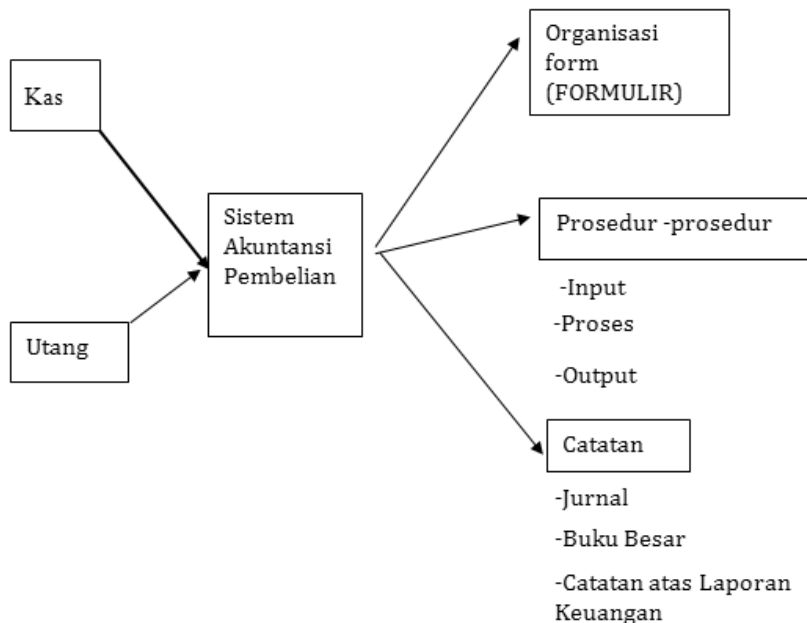 Organisasi
form
(FORMULIR)
Kas
Sistem
Akuntansi
Pembelian
Prosedur -prosedur
-Input
-Proses
-Output
Utang
Catatan
-Jurnal
-Buku Besar
-Catatan atas Laporan
Keuangan